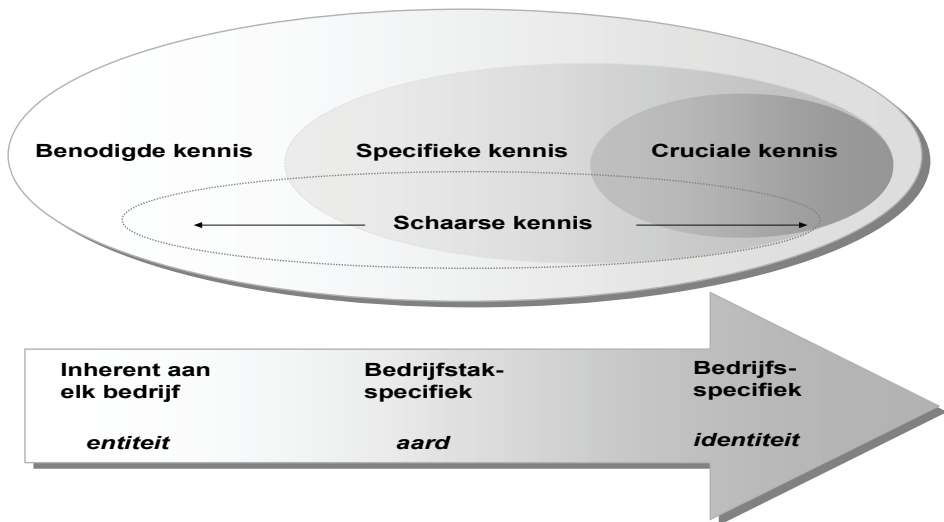 Benodigde kennis
Specifieke kennis
Cruciale kennis
Schaarse kennis
Inherent aan
elk bedrijf
entiteit
Bedrijfstak-
specifiek
aard
Bedrijfs-
specifiek
identiteit